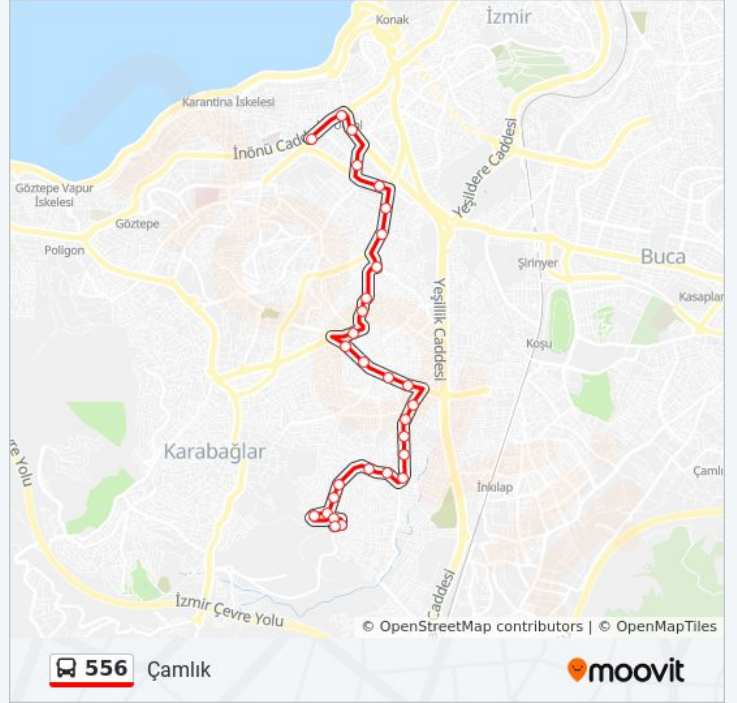 Konak
İzmir
Karantina İskelesi
İnönü Cadd
Yeşildere Caddesi
Göztepe Vapur
İskelesi
Göztepe
Poligon
Buca
Şirinyer
Yeşillik Caddesi
Kasaplar
Koşu
Karabağlar
re Yolu
Çamlı
İnkılap
İzmir Çevre Yolu
Caddesi
© OpenStreetMap contributors | © OpenMapTiles
556 Çamlık
moovit